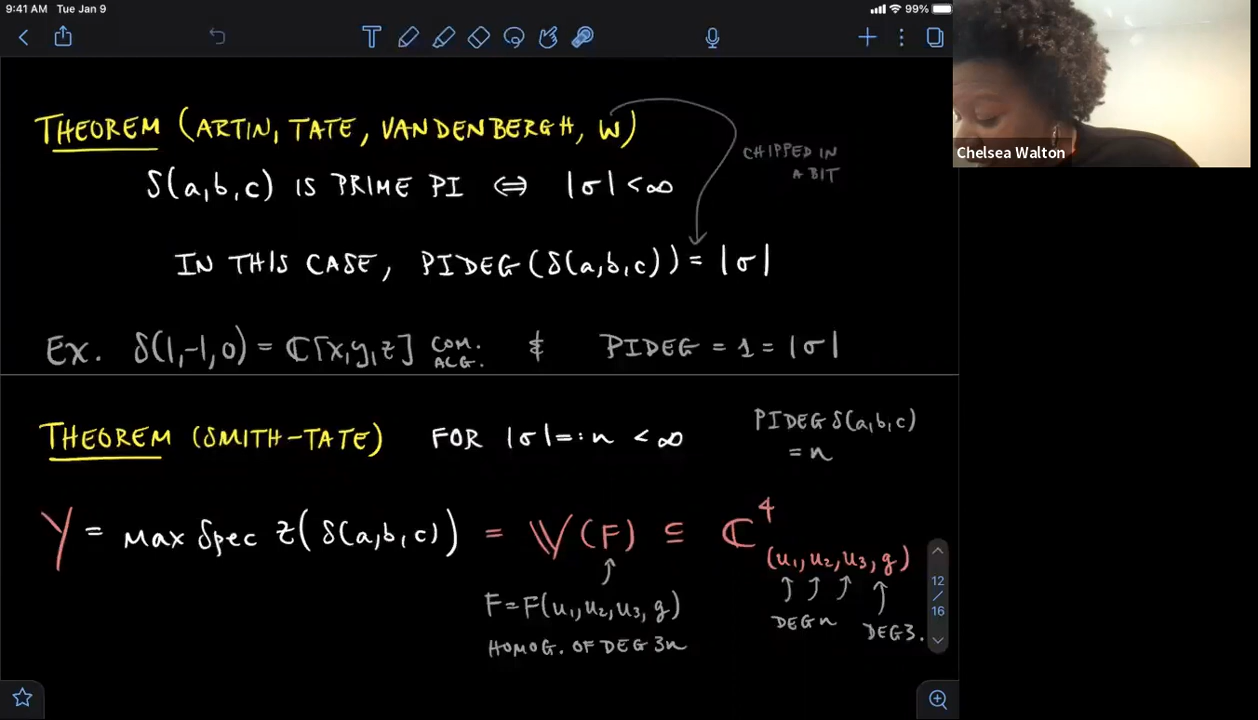 9:41 AM Tue Jan 9
99%
Chelsea Walton
THEOREM (ARTIN, TATE, VANDENBERGH, W)
CHIPPED IN
A BIT
S(a,b,c) IS PRIME PI ⟺ |σ| < ∞
IN THIS CASE, PIDEG(S(a,b,c)) = |σ|
Ex. S(1,-1,0) = ℂ[x,y,z] COM. ALG. & PIDEG = 1 = |σ|
THEOREM (SMITH-TATE) FOR |σ| =: n < ∞
PIDEG S(a,b,c)
= n
Y = MAX Spec Z(S(a,b,c)) = 𝕍(F) ⊆ ℂ⁴(u₁,u₂,u₃,g)
↑
F = F(u₁,u₂,u₃,g)
HOMOG. OF DEG 3n
DEG n
DEG 3.
12
/
16